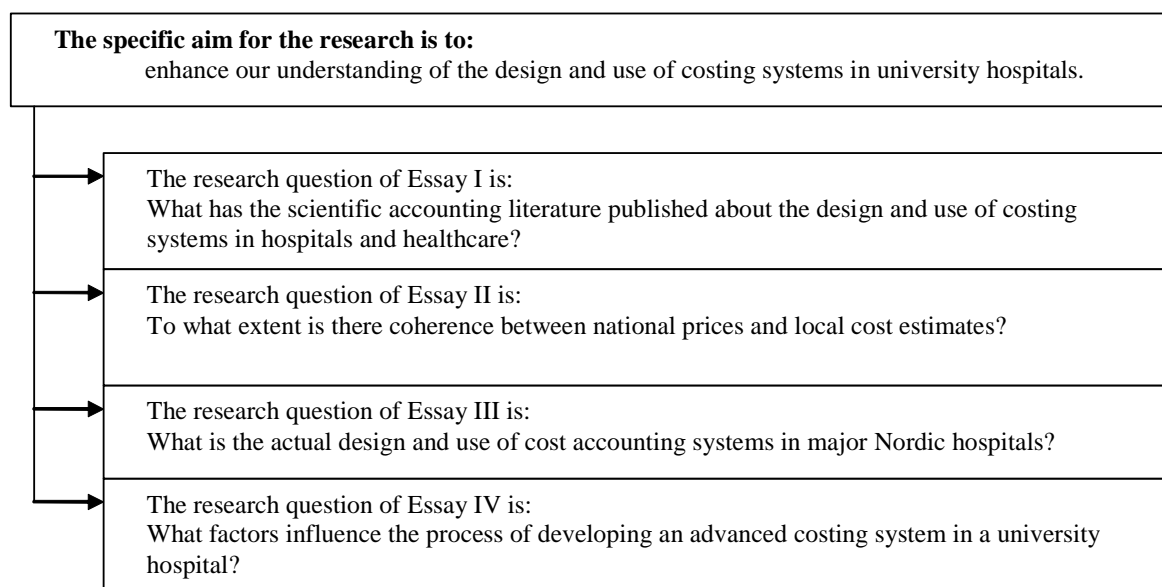 The specific aim for the research is to:
enhance our understanding of the design and use of costing systems in university hospitals.
The research question of Essay I is:
What has the scientific accounting literature published about the design and use of costing
systems in hospitals and healthcare?
The research question of Essay II is:
To what extent is there coherence between national prices and local cost estimates?
The research question of Essay III is:
What is the actual design and use of cost accounting systems in major Nordic hospitals?
The research question of Essay IV is:
What factors influence the process of developing an advanced costing system in a university
hospital?